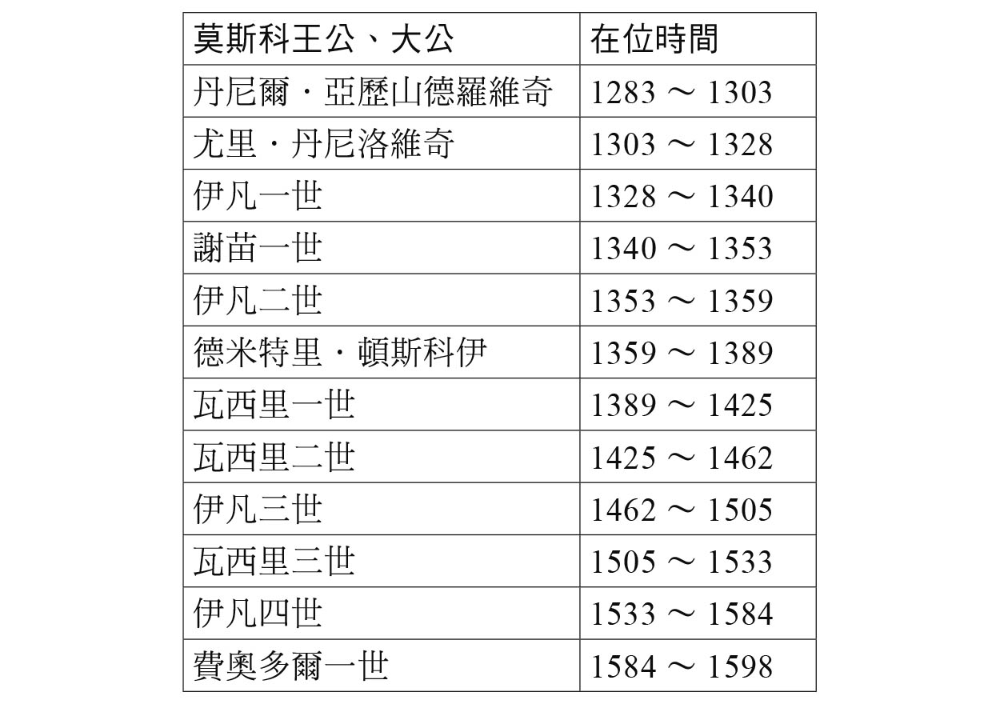 莫斯科王公、大公 在位時間
丹尼爾·亞歷山德羅維奇 1283 ～ 1303
尤里·丹尼洛維奇 1303 ～ 1328
伊凡一世 1328 ～ 1340
謝苗一世 1340 ～ 1353
伊凡二世 1353 ～ 1359
德米特里·頓斯科伊 1359 ～ 1389
瓦西里一世 1389 ～ 1425
瓦西里二世 1425 ～ 1462
伊凡三世 1462 ～ 1505
瓦西里三世 1505 ～ 1533
伊凡四世 1533 ～ 1584
費奧多爾一世 1584 ～ 1598